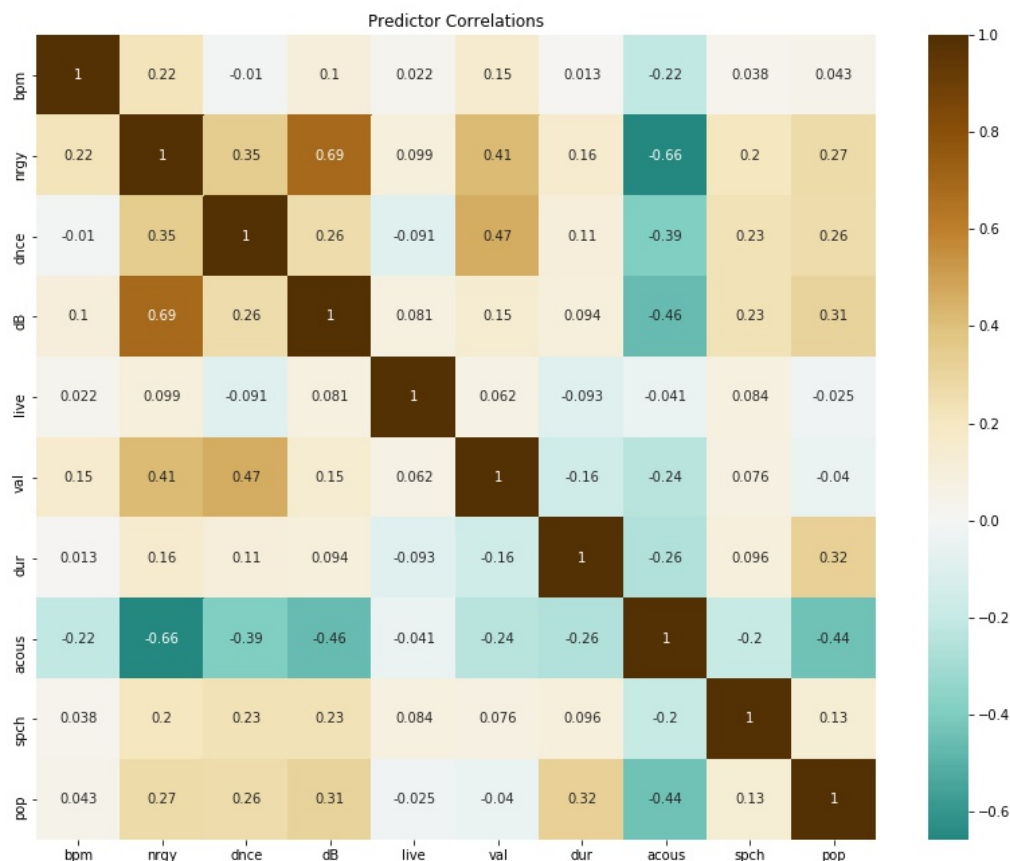 Predictor Correlations
bpm 1 0.22 -0.01 0.1 0.022 0.15 0.013 -0.22 0.038 0.043
nrgy 0.22 1 0.35 0.69 0.099 0.41 0.16 -0.66 0.2 0.27
dnce -0.01 0.35 1 0.26 -0.091 0.47 0.11 -0.39 0.23 0.26
dB 0.1 0.69 0.26 1 0.081 0.15 0.094 -0.46 0.23 0.31
live 0.022 0.099 -0.091 0.081 1 0.062 -0.093 -0.041 0.084 -0.025
val 0.15 0.41 0.47 0.15 0.062 1 -0.16 -0.24 0.076 -0.04
dur 0.013 0.16 0.11 0.094 -0.093 -0.16 1 -0.26 0.096 0.32
acous -0.22 -0.66 -0.39 -0.46 -0.041 -0.24 -0.26 1 -0.2 -0.44
spch 0.038 0.2 0.23 0.23 0.084 0.076 0.096 -0.2 1 0.13
pop 0.043 0.27 0.26 0.31 -0.025 -0.04 0.32 -0.44 0.13 1
bpm nrgy dnce dB live val dur acous spch pop
1.0
0.8
0.6
0.4
0.2
0.0
−0.2
−0.4
−0.6